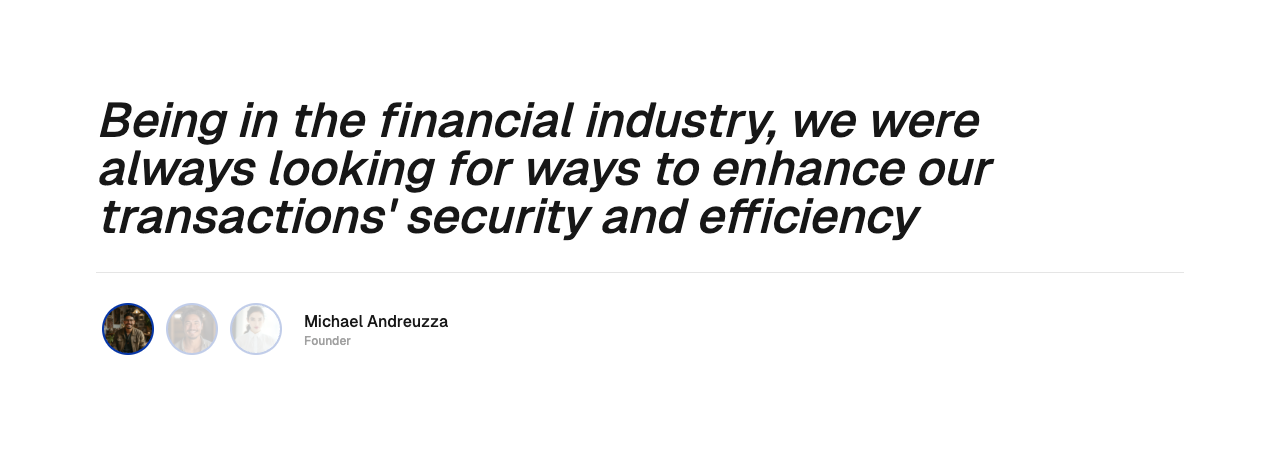 Being in the financial industry, we were
always looking for ways to enhance our
transactions' security and efficiency
Michael Andreuzza
Founder